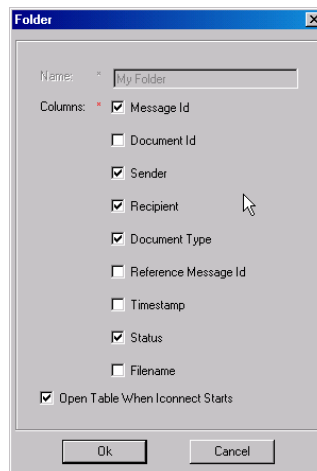 Folder
Name: * My Folder
Columns: * Message Id
Document Id
Sender
Recipient
Document Type
Reference Message Id
Timestamp
Status
Filename
Open Table When Iconnect Starts
Ok Cancel